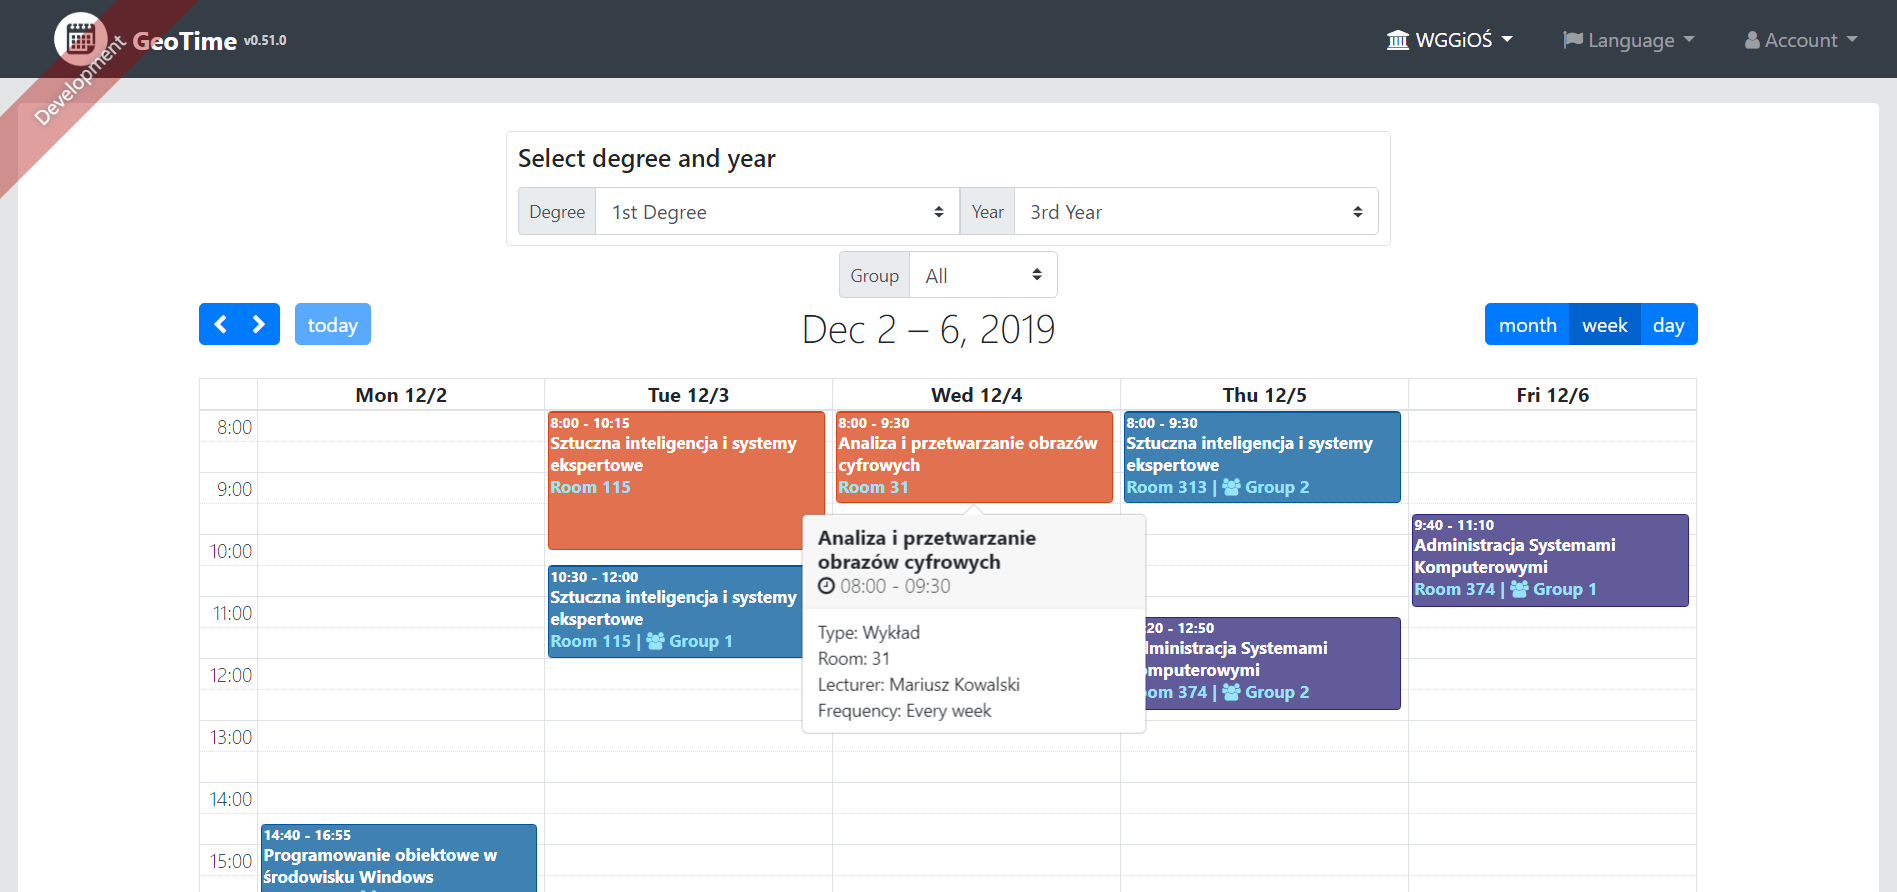 Development
GeoTime v0.51.0
WGGiOŚ
Language
Account
Select degree and year
Degree
1st Degree
Year
3rd Year
Group
All
today
Dec 2 – 6, 2019
month
week
day
Mon 12/2
Tue 12/3
Wed 12/4
Thu 12/5
Fri 12/6
8:00
9:00
10:00
11:00
12:00
13:00
14:00
15:00
14:40 - 16:55
Programowanie obiektowe w
środowisku Windows
8:00 - 10:15
Sztuczna inteligencja i systemy
ekspertowe
Room 115
10:30 - 12:00
Sztuczna inteligencja i systemy
ekspertowe
Room 115 | Group 1
8:00 - 9:30
Analiza i przetwarzanie obrazów
cyfrowych
Room 31
Analiza i przetwarzanie
obrazów cyfrowych
08:00 - 09:30
Type: Wykład
Room: 31
Lecturer: Mariusz Kowalski
Frequency: Every week
8:00 - 9:30
Sztuczna inteligencja i systemy
ekspertowe
Room 313 | Group 2
:20 - 12:50
Systemami
374 | Group 2
9:40 - 11:10
Administracja Systemami
Komputerowymi
Room 374 | Group 1